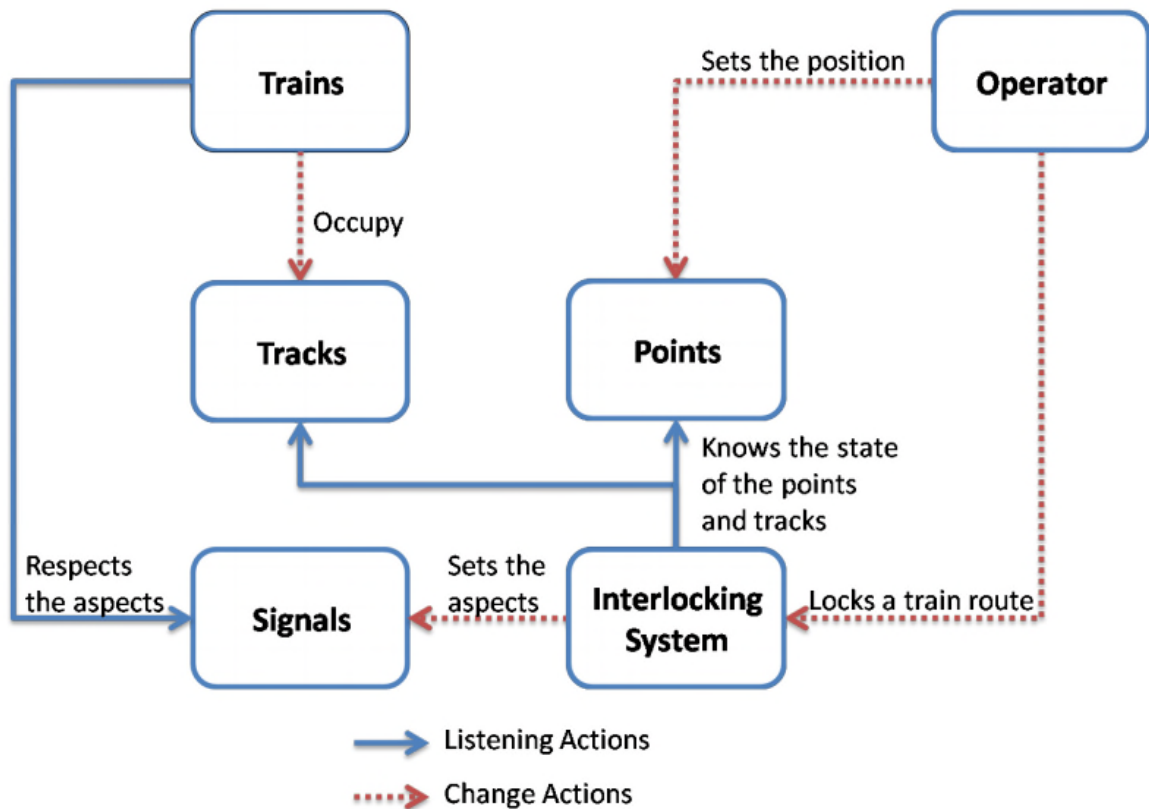 Trains
Sets the position
Operator
Occupy
Tracks
Points
Knows the state
of the points
and tracks
Respects
the aspects
Signals
Sets the
aspects
Interlocking
System
Locks a train route
Listening Actions
Change Actions